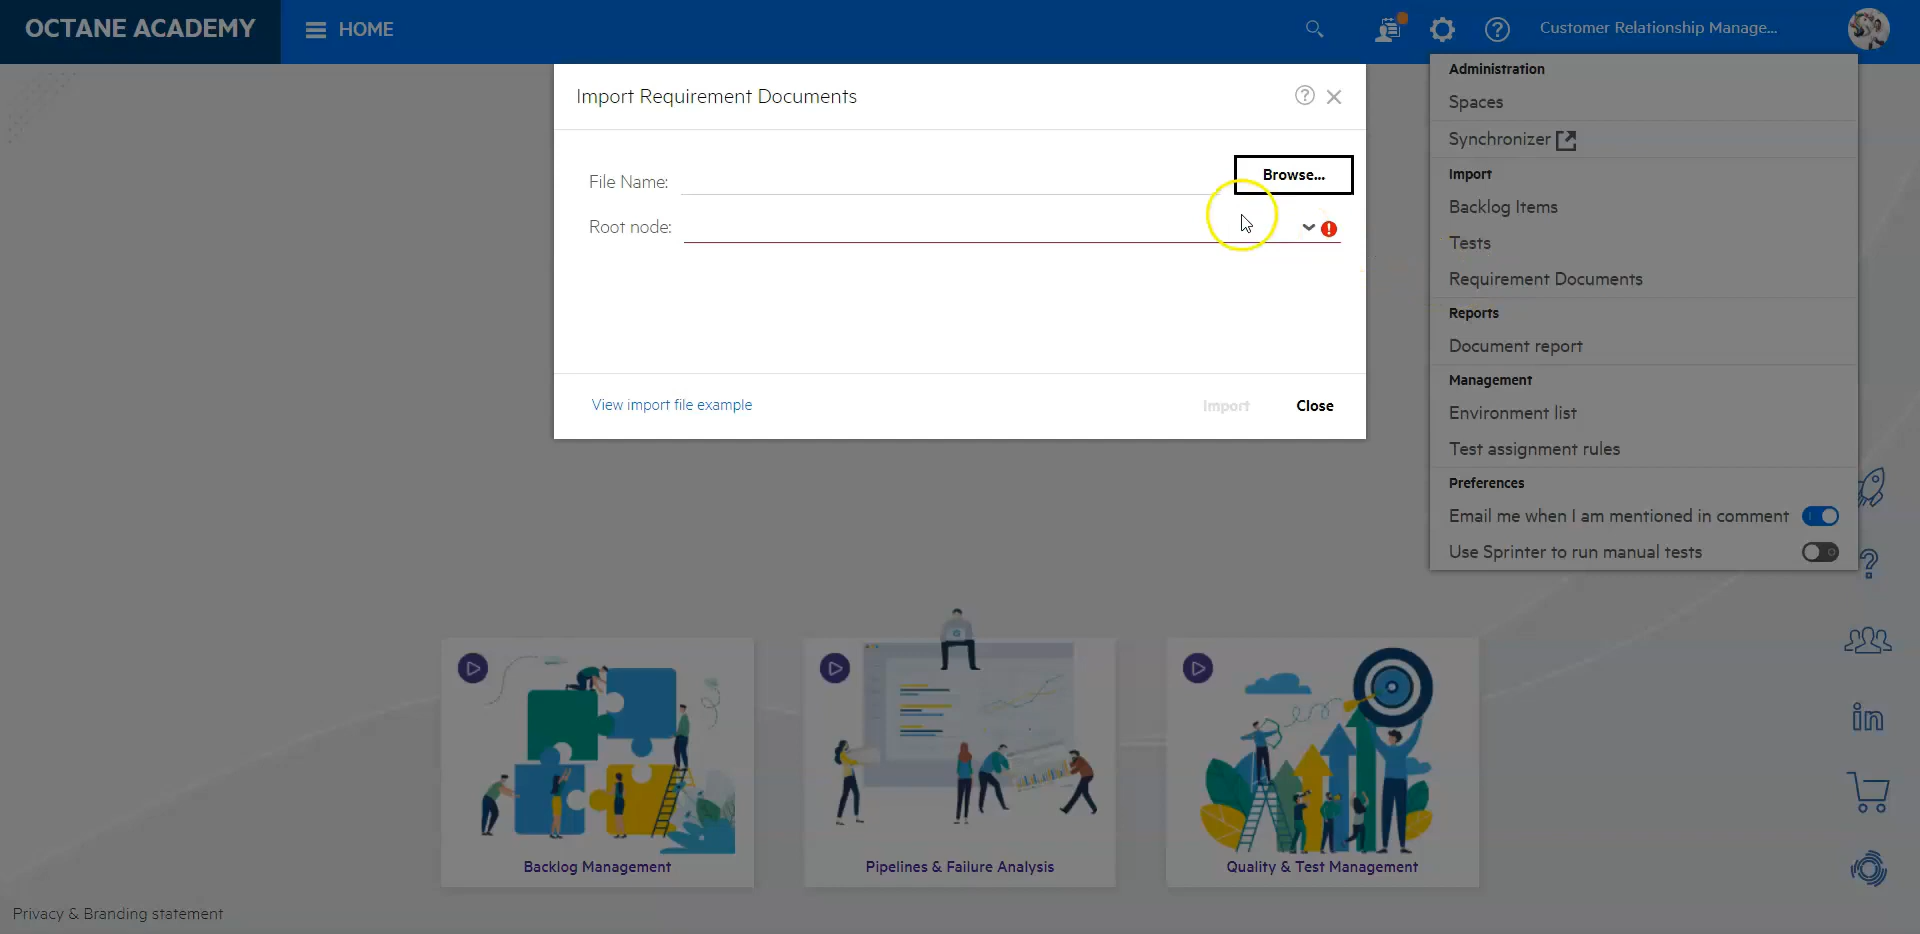 OCTANE ACADEMY
HOME
Customer Relationship Manage...
Import Requirement Documents
File Name:
Browse...
Root node:
View import file example
Import
Close
Administration
Spaces
Synchronizer
Import
Backlog Items
Tests
Requirement Documents
Reports
Document report
Management
Environment list
Test assignment rules
Preferences
Email me when I am mentioned in comment
Use Sprinter to run manual tests
Backlog Management
Pipelines & Failure Analysis
Quality & Test Management
in
Privacy & Branding statement